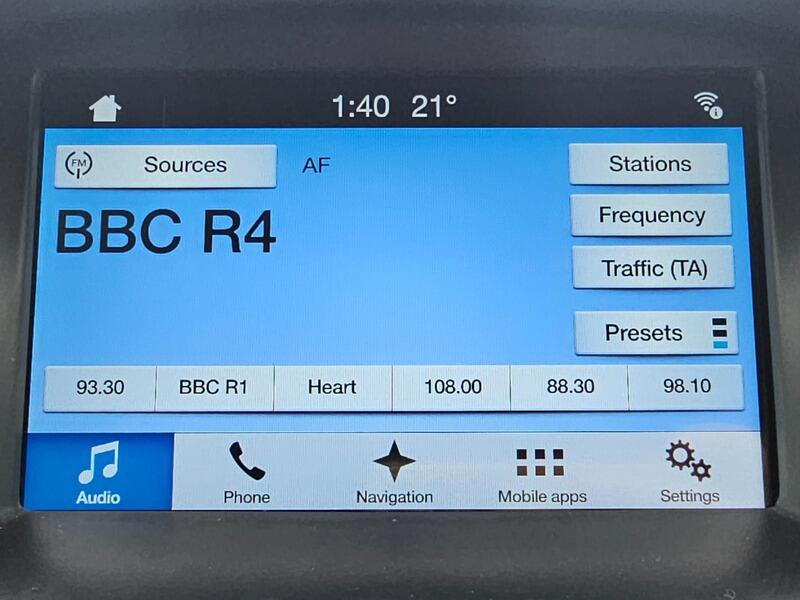 1:40 21°
FM Sources AF Stations
BBC R4
Frequency
Traffic (TA)
Presets
93.30 BBC R1 Heart 108.00 88.30 98.10
Audio Phone Navigation Mobile apps Settings